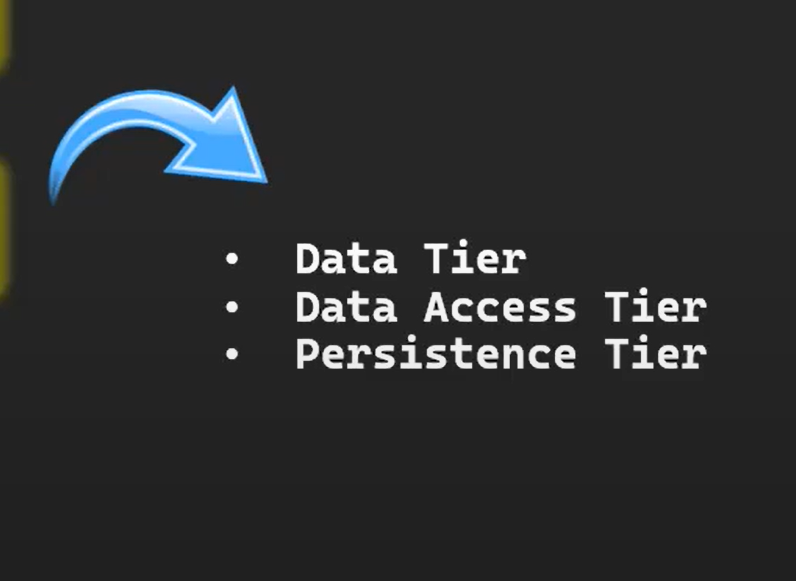 • Data Tier
• Data Access Tier
• Persistence Tier